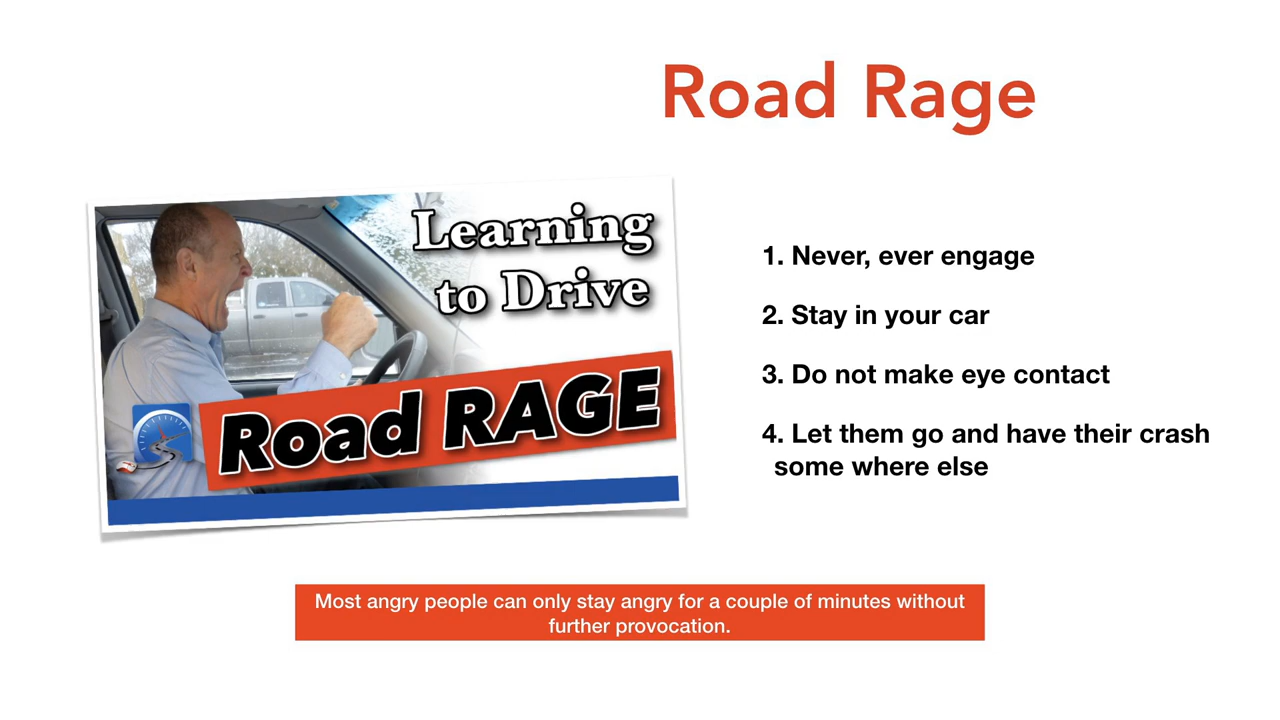 Road Rage
Learning
to Drive
Road RAGE
1. Never, ever engage
2. Stay in your car
3. Do not make eye contact
4. Let them go and have their crash
some where else
Most angry people can only stay angry for a couple of minutes without
further provocation.